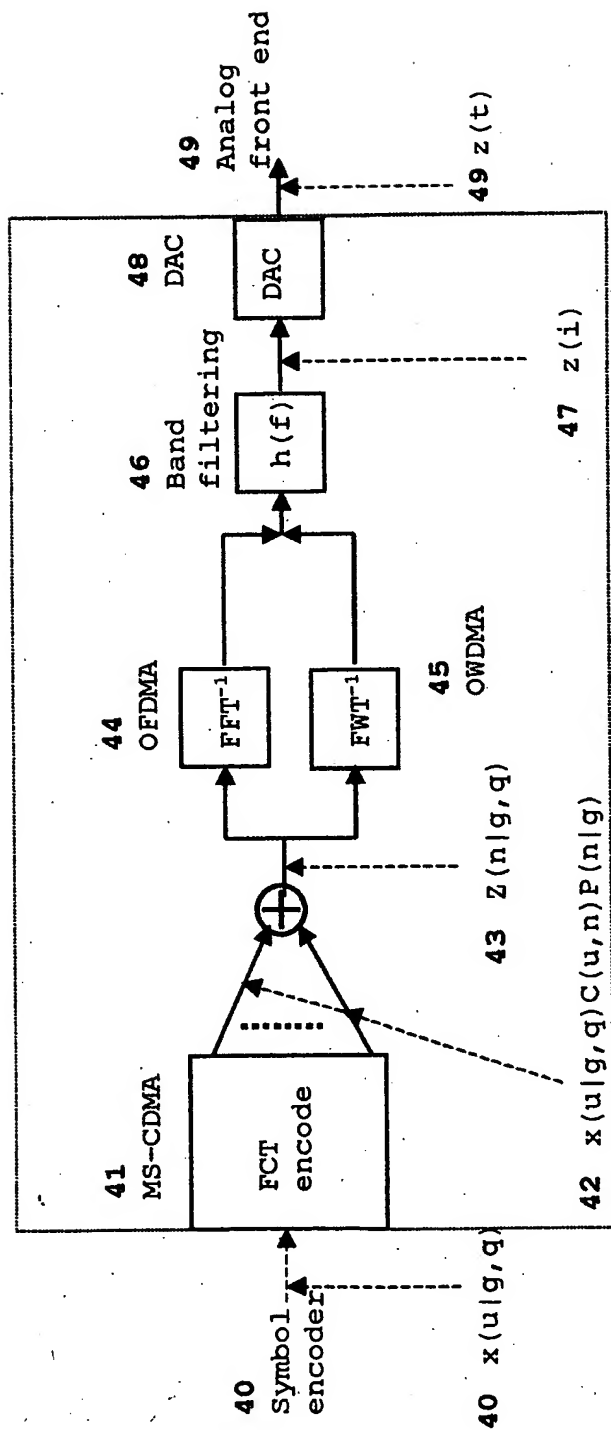 40
Symbol
encoder
40 x(u|g,q)
41
MS-CDMA
FCT
encode
42 x(u|g,q)C(u,n)P(n|g)
43 Z(n|g,q)
44
OFDMA
FFT⁻¹
FWT⁻¹
45
OWDMA
46
Band
filtering
h(f)
47 z(i)
48
DAC
DAC
49
Analog
front end
49 z(t)